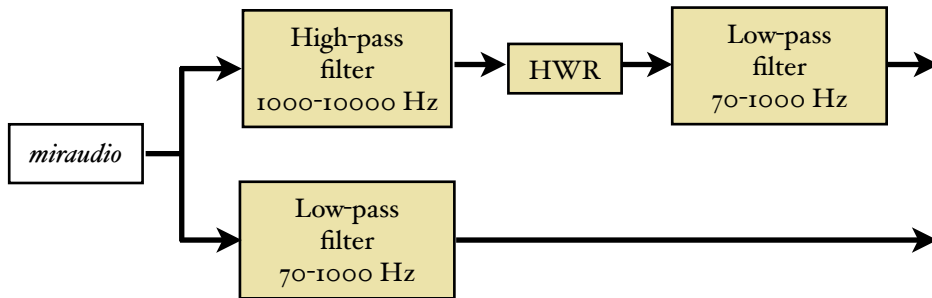 High-pass
filter
1000-10000 Hz
HWR
Low-pass
filter
70-1000 Hz
miraudio
Low-pass
filter
70-1000 Hz